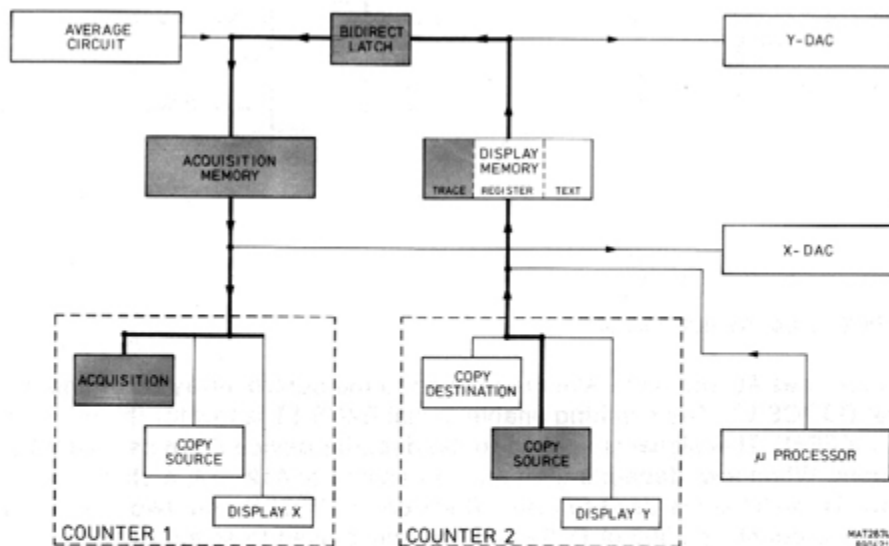 AVERAGE
CIRCUIT
BIDIRECT
LATCH
Y-DAC
ACQUISITION
MEMORY
DISPLAY
MEMORY
TRACE REGISTER TEXT
X-DAC
ACQUISITION
COPY
SOURCE
DISPLAY X
COUNTER 1
COPY
DESTINATION
COPY
SOURCE
DISPLAY Y
COUNTER 2
μ PROCESSOR